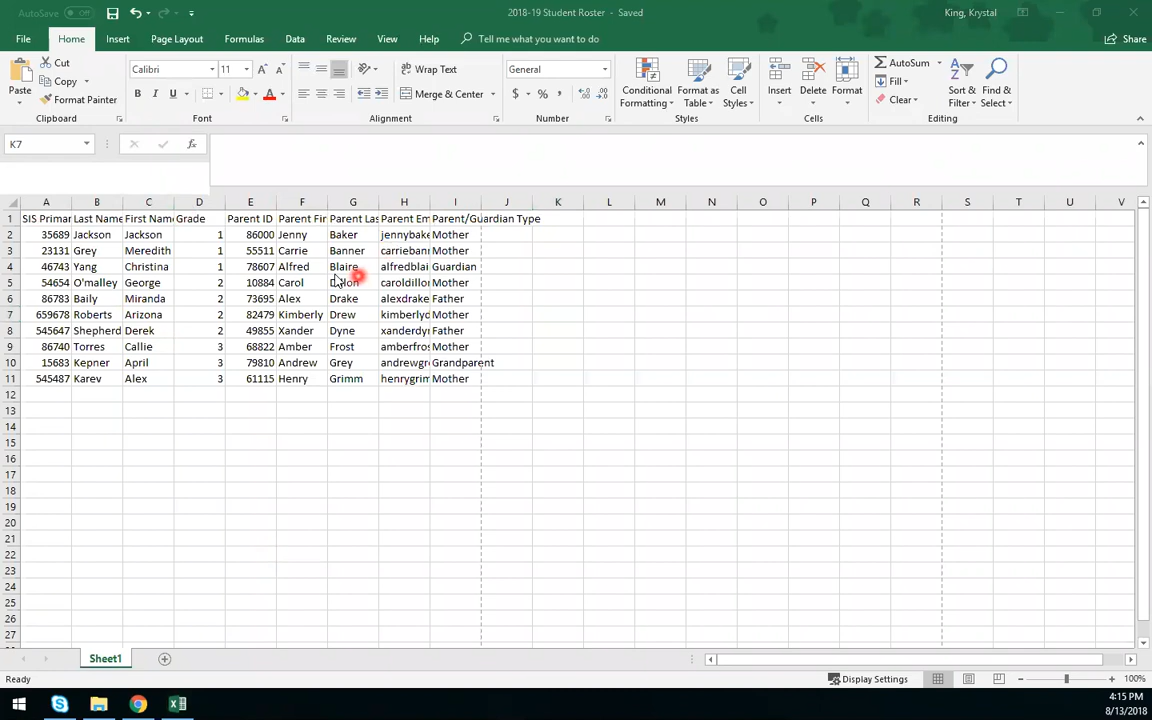 AutoSave Off 2018-19 Student Roster - Saved King, Krystal
File Home Insert Page Layout Formulas Data Review View Help Tell me what you want to do Share
Paste Cut Copy Format Painter Clipboard
Calibri 11 B I U A Font
Wrap Text Merge & Center Alignment
General $ % , Number
Conditional Formatting Format as Table Cell Styles Styles
Insert Delete Format Cells
AutoSum Fill Clear Sort & Filter Find & Select Editing
K7 fx
A B C D E F G H I J K L M N O P Q R S T U V
1 SIS Primar Last Name First Name Grade Parent ID Parent Fir Parent Las Parent Em Parent/Guardian Type
2 35689 Jackson Jackson 1 86000 Jenny Baker jennybake Mother
3 23131 Grey Meredith 1 55511 Carrie Banner carrieban Mother
4 46743 Yang Christina 1 78607 Alfred Blaire alfredblai Guardian
5 54654 O'malley George 2 10884 Carol Dillon caroldillo Mother
6 86783 Baily Miranda 2 73695 Alex Drake alexdrake Father
7 659678 Roberts Arizona 2 82479 Kimberly Drew kimberlyd Mother
8 545647 Shepherd Derek 2 49855 Xander Dyne xanderdy Father
9 86740 Torres Callie 3 68822 Amber Frost amberfros Mother
10 15683 Kepner April 3 79810 Andrew Grey andrewgr Grandparent
11 545487 Karev Alex 3 61115 Henry Grimm henrygrim Mother
12
13
14
15
16
17
18
19
20
21
22
23
24
25
26
27
Sheet1
Ready Display Settings 100%
4:15 PM
8/13/2018